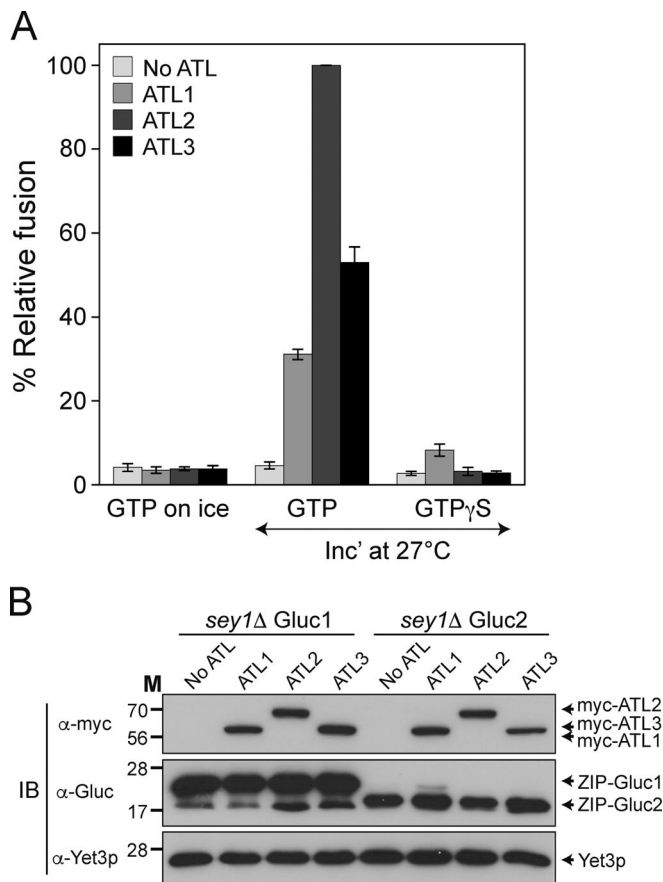 A
% Relative fusion
100
80
60
40
20
0
No ATL
ATL1
ATL2
ATL3
GTP on ice
GTP
GTPγS
Inc' at 27°C
B
sey1Δ Gluc1
sey1Δ Gluc2
M
No ATL
ATL1
ATL2
ATL3
No ATL
ATL1
ATL2
ATL3
IB
α-myc
70
56
myc-ATL2
myc-ATL3
myc-ATL1
α-Gluc
28
17
ZIP-Gluc1
ZIP-Gluc2
α-Yet3p
28
Yet3p